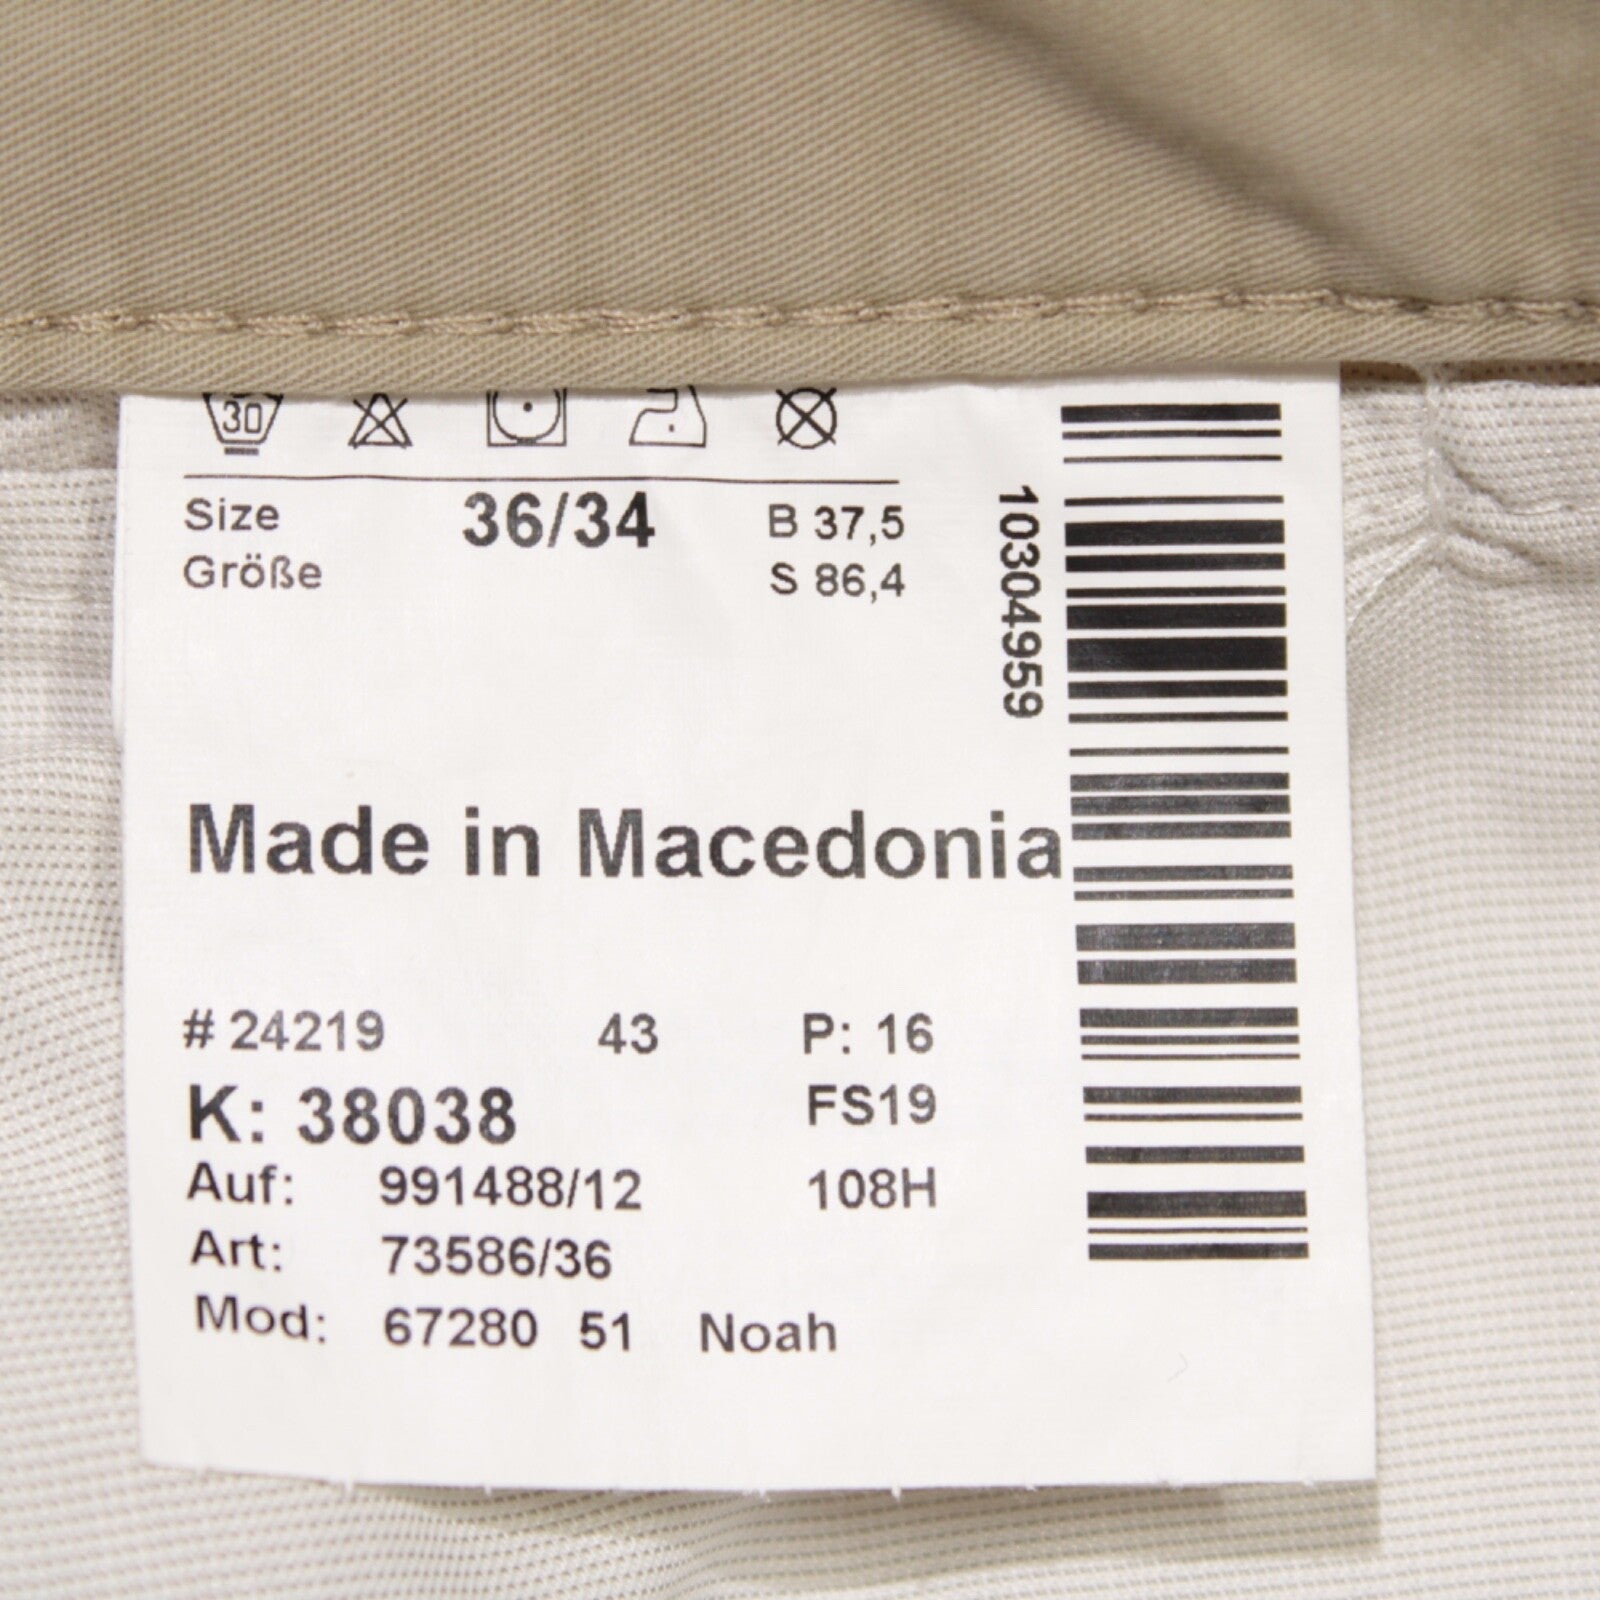 30
Size 36/34 B 37,5
Größe S 86,4
10304959
Made in Macedonia
# 24219 43 P: 16
K: 38038 FS19
Auf: 991488/12 108H
Art: 73586/36
Mod: 67280 51 Noah